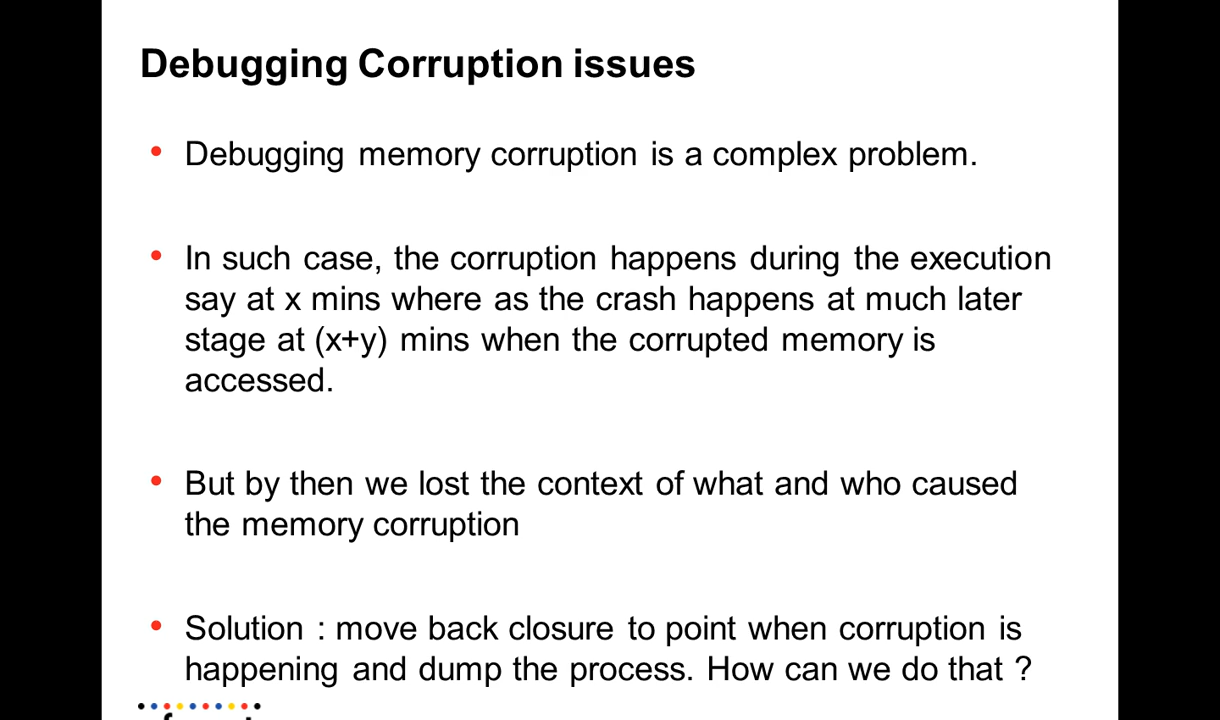 Debugging Corruption issues
Debugging memory corruption is a complex problem.
In such case, the corruption happens during the execution
say at x mins where as the crash happens at much later
stage at (x+y) mins when the corrupted memory is
accessed.
But by then we lost the context of what and who caused
the memory corruption
Solution : move back closure to point when corruption is
happening and dump the process. How can we do that ?